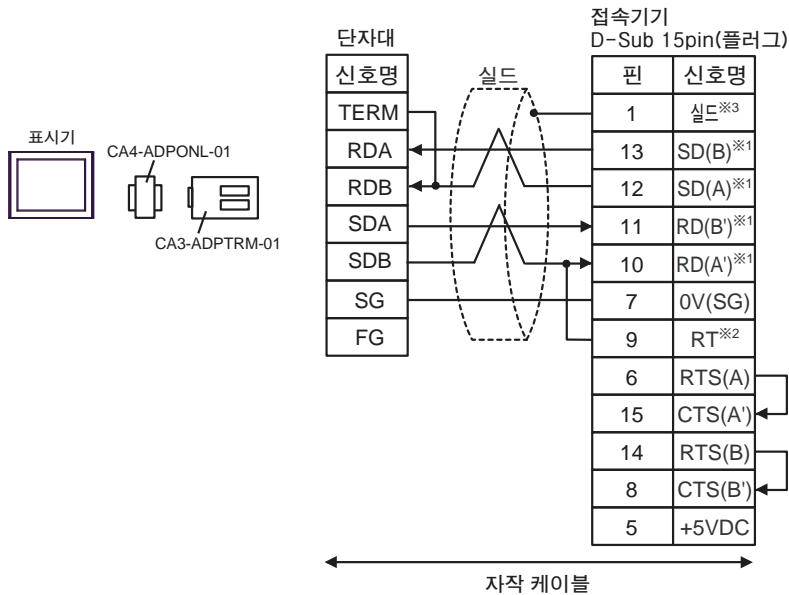 접속기기
단자대 D-Sub 15pin(플러그)
신호명 실드 핀 신호명
TERM 1 실드※3
RDA 13 SD(B)※1
RDB 12 SD(A)※1
SDA 11 RD(B')※1
SDB 10 RD(A')※1
SG 7 0V(SG)
FG 9 RT※2
6 RTS(A)
15 CTS(A')
14 RTS(B)
8 CTS(B')
5 +5VDC
표시기
CA4-ADPONL-01
CA3-ADPTRM-01
자작 케이블